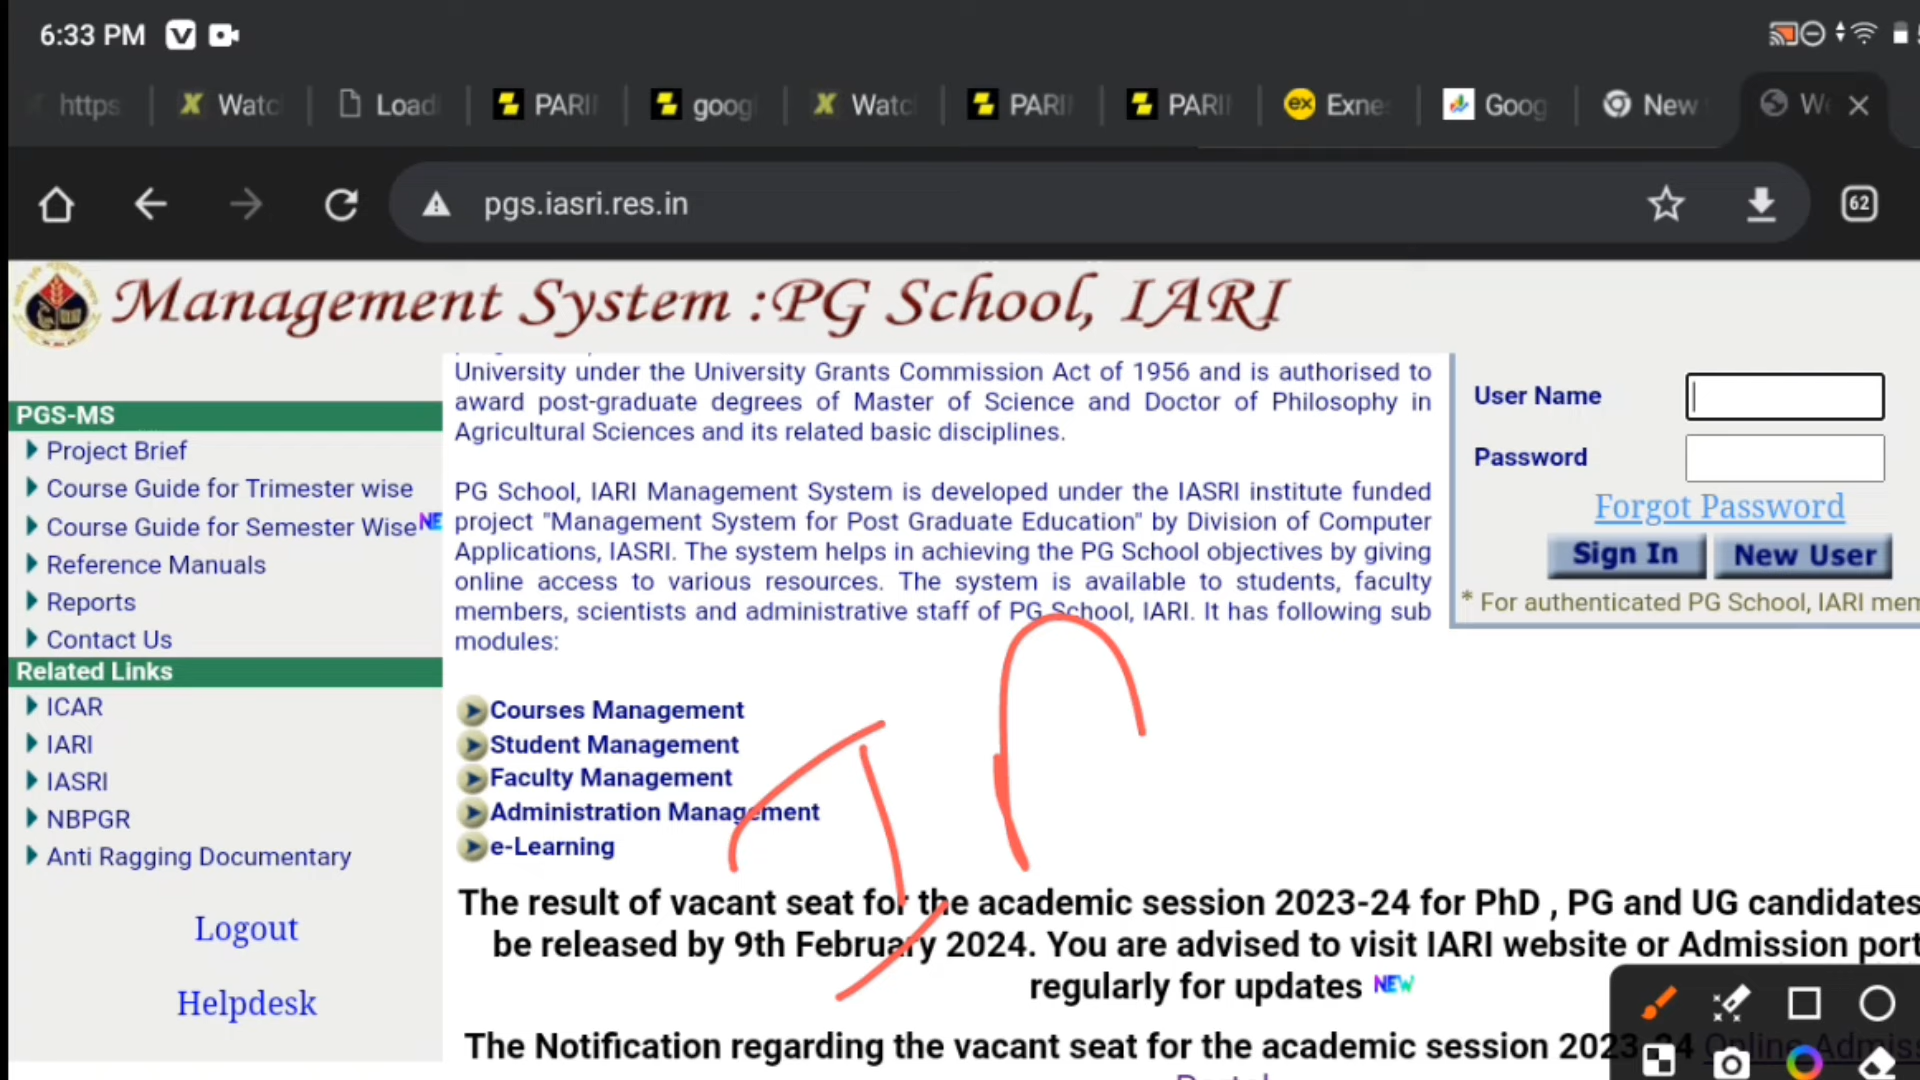 6:33 PM
https Watc Load PARI goog Watc PARI PARI Exne Goog New We
pgs.iasri.res.in
62
Management System :PG School, IARI
University under the University Grants Commission Act of 1956 and is authorised to
award post-graduate degrees of Master of Science and Doctor of Philosophy in
Agricultural Sciences and its related basic disciplines.
PG School, IARI Management System is developed under the IASRI institute funded
project "Management System for Post Graduate Education" by Division of Computer
Applications, IASRI. The system helps in achieving the PG School objectives by giving
online access to various resources. The system is available to students, faculty
members, scientists and administrative staff of PG School, IARI. It has following sub
modules:
Courses Management
Student Management
Faculty Management
Administration Management
e-Learning
PGS-MS
Project Brief
Course Guide for Trimester wise
Course Guide for Semester Wise NE
Reference Manuals
Reports
Contact Us
Related Links
ICAR
IARI
IASRI
NBPGR
Anti Ragging Documentary
Logout
Helpdesk
User Name
Password
Forgot Password
Sign In New User
* For authenticated PG School, IARI mem
The result of vacant seat for the academic session 2023-24 for PhD , PG and UG candidates
be released by 9th February 2024. You are advised to visit IARI website or Admission port
regularly for updates NEW
The Notification regarding the vacant seat for the academic session 2023-24 Online Admis
Portal